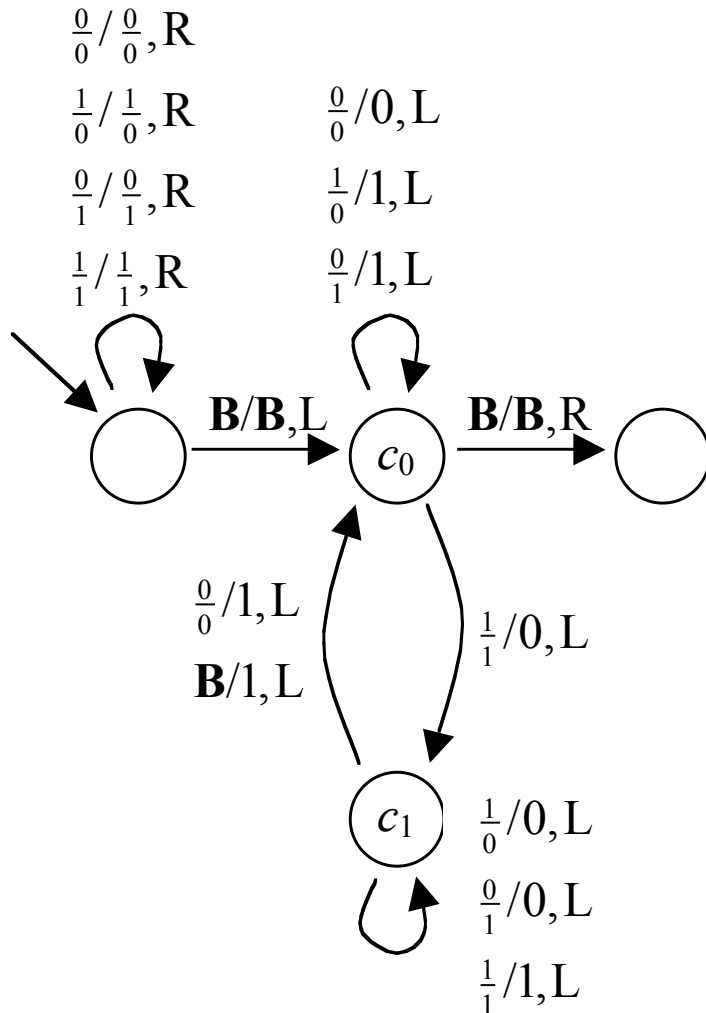 0/0 / 0/0, R
1/0 / 1/0, R
0/1 / 0/1, R
1/1 / 1/1, R
0/0 /0, L
1/0 /1, L
0/1 /1, L
B/B,L
B/B,R
c0
0/0 /1, L
B/1, L
1/1 /0, L
c1
1/0 /0, L
0/1 /0, L
1/1 /1, L